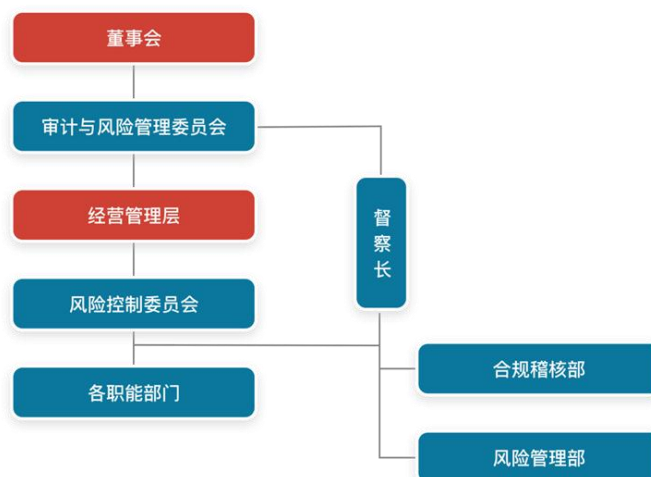 董事会
审计与风险管理委员会
经营管理层
督察长
风险控制委员会
合规稽核部
各职能部门
风险管理部